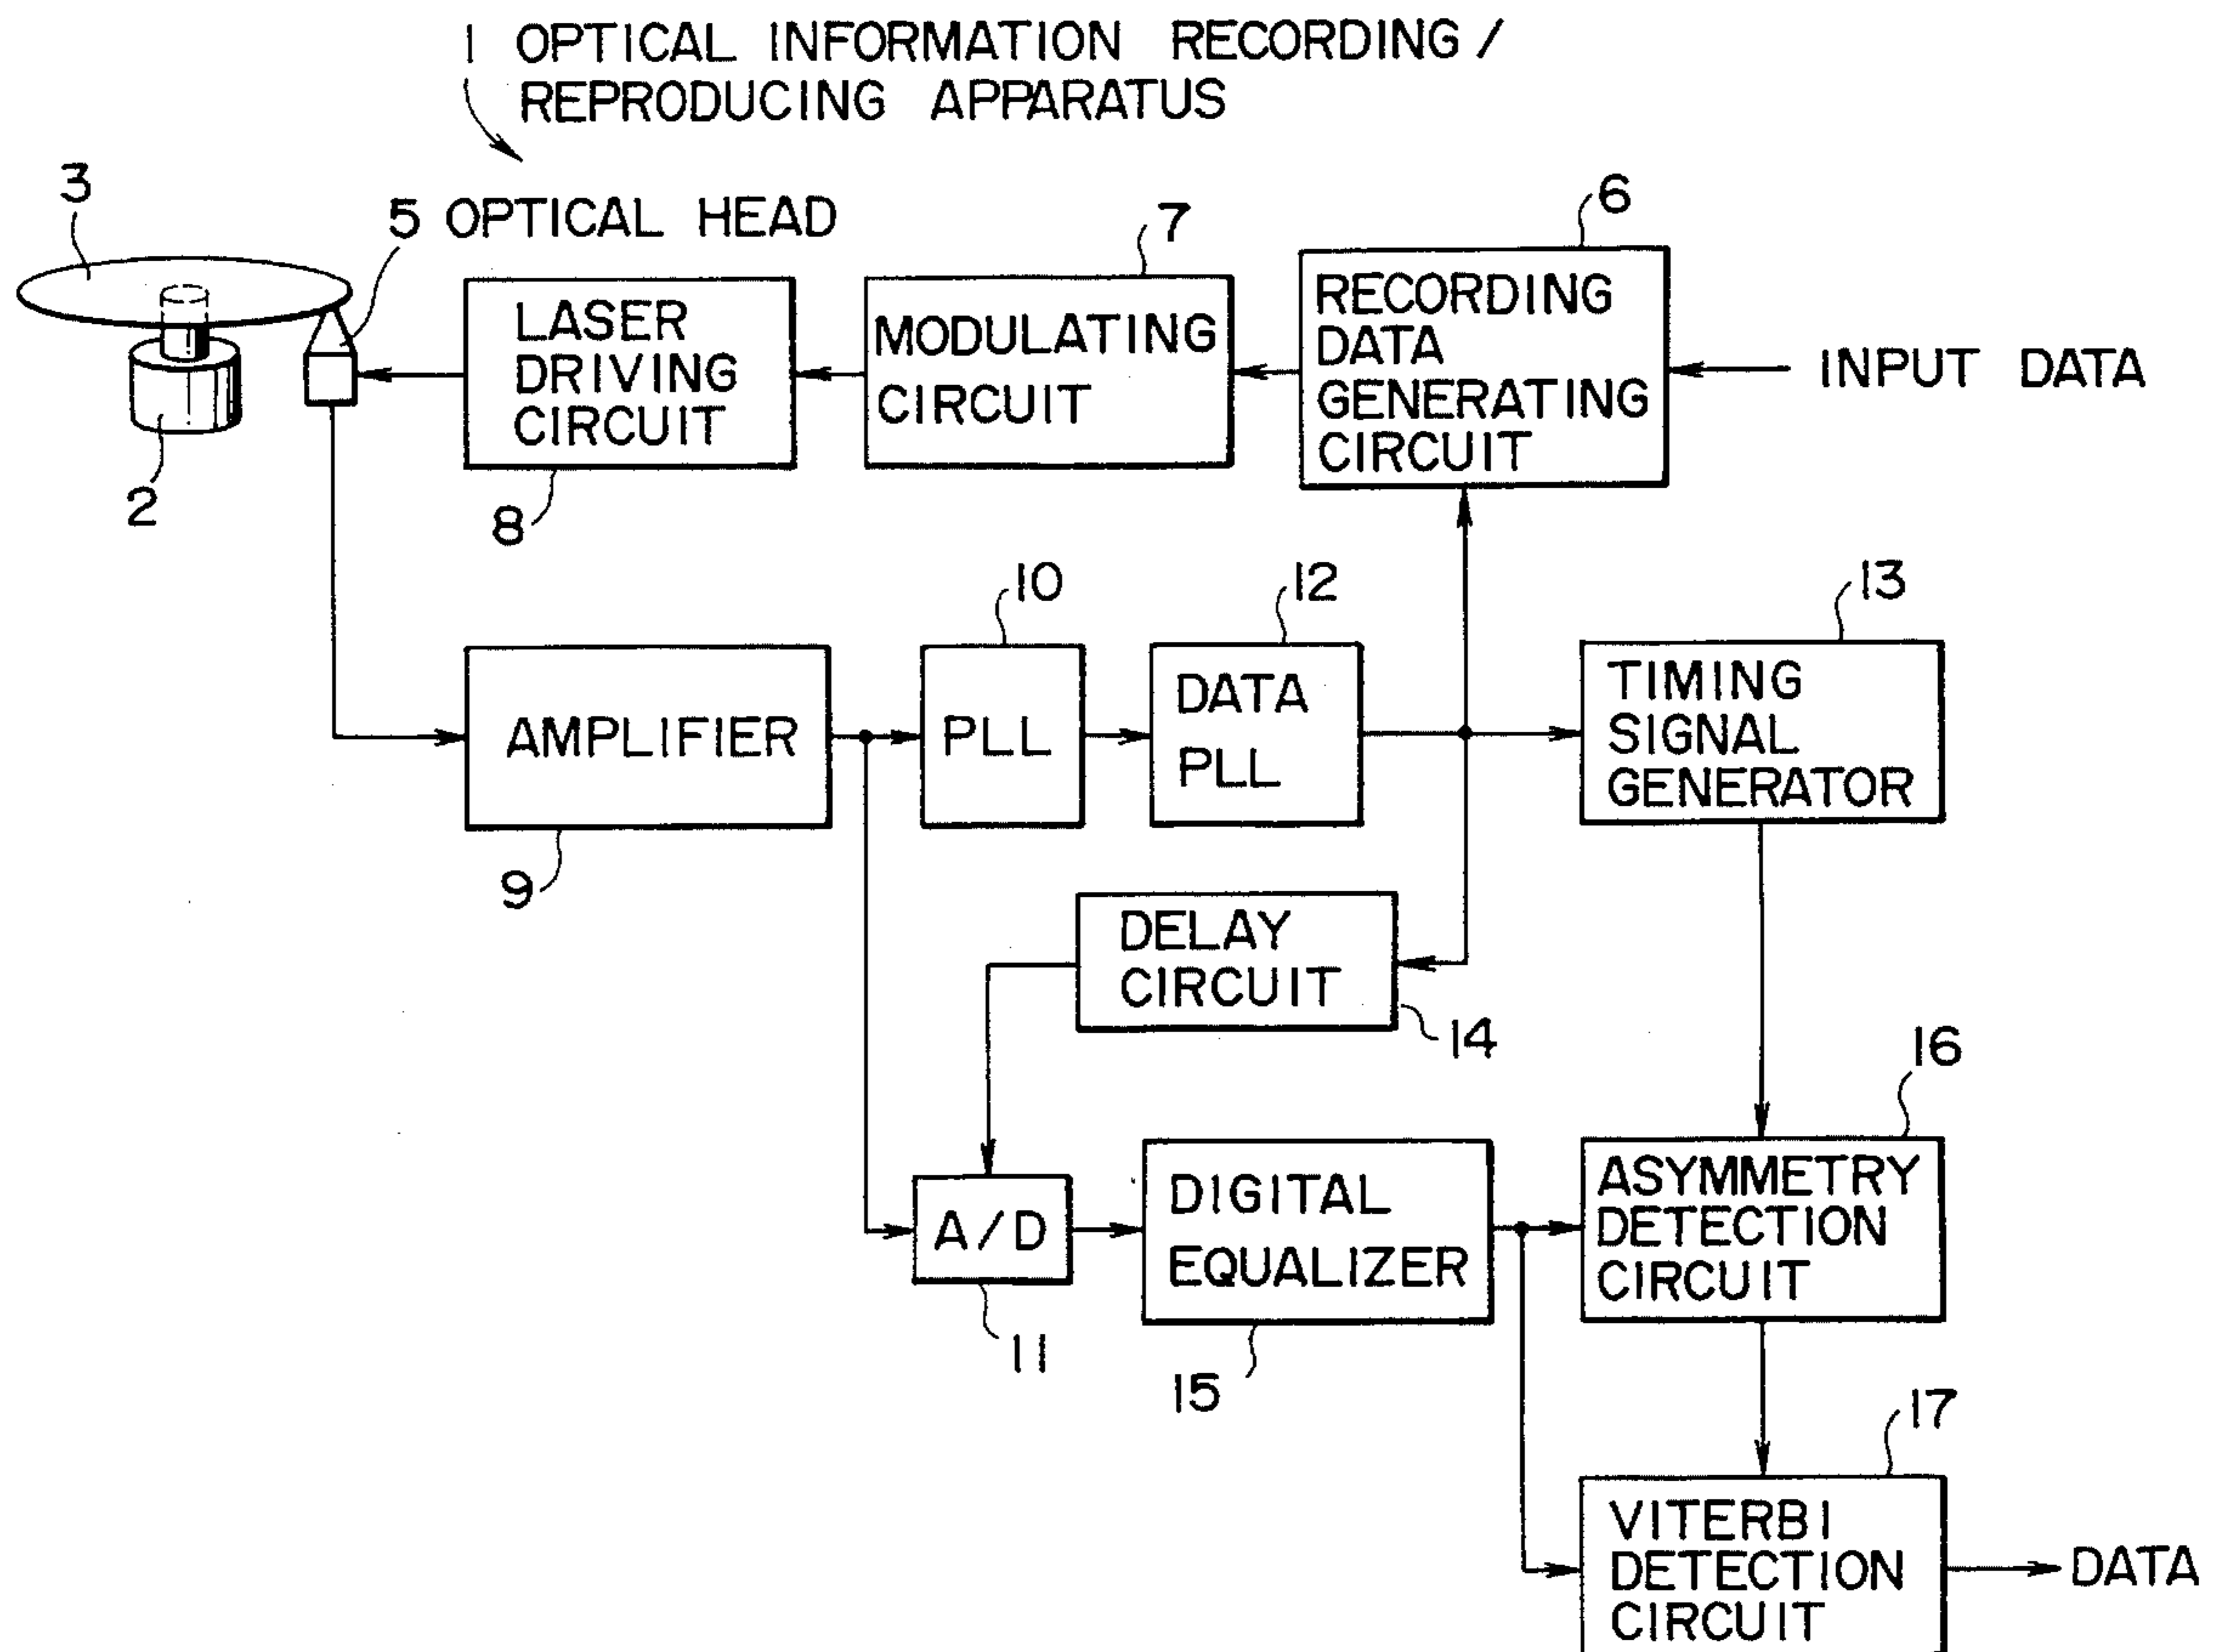 1 OPTICAL INFORMATION RECORDING /
REPRODUCING APPARATUS
3
5 OPTICAL HEAD
7
6
LASER
DRIVING
CIRCUIT
MODULATING
CIRCUIT
RECORDING
DATA
GENERATING
CIRCUIT
INPUT DATA
2
8
10
12
13
AMPLIFIER
PLL
DATA
PLL
TIMING
SIGNAL
GENERATOR
9
DELAY
CIRCUIT
14
16
A/D
DIGITAL
EQUALIZER
ASYMMETRY
DETECTION
CIRCUIT
11
15
17
VITERBI
DETECTION
CIRCUIT
DATA